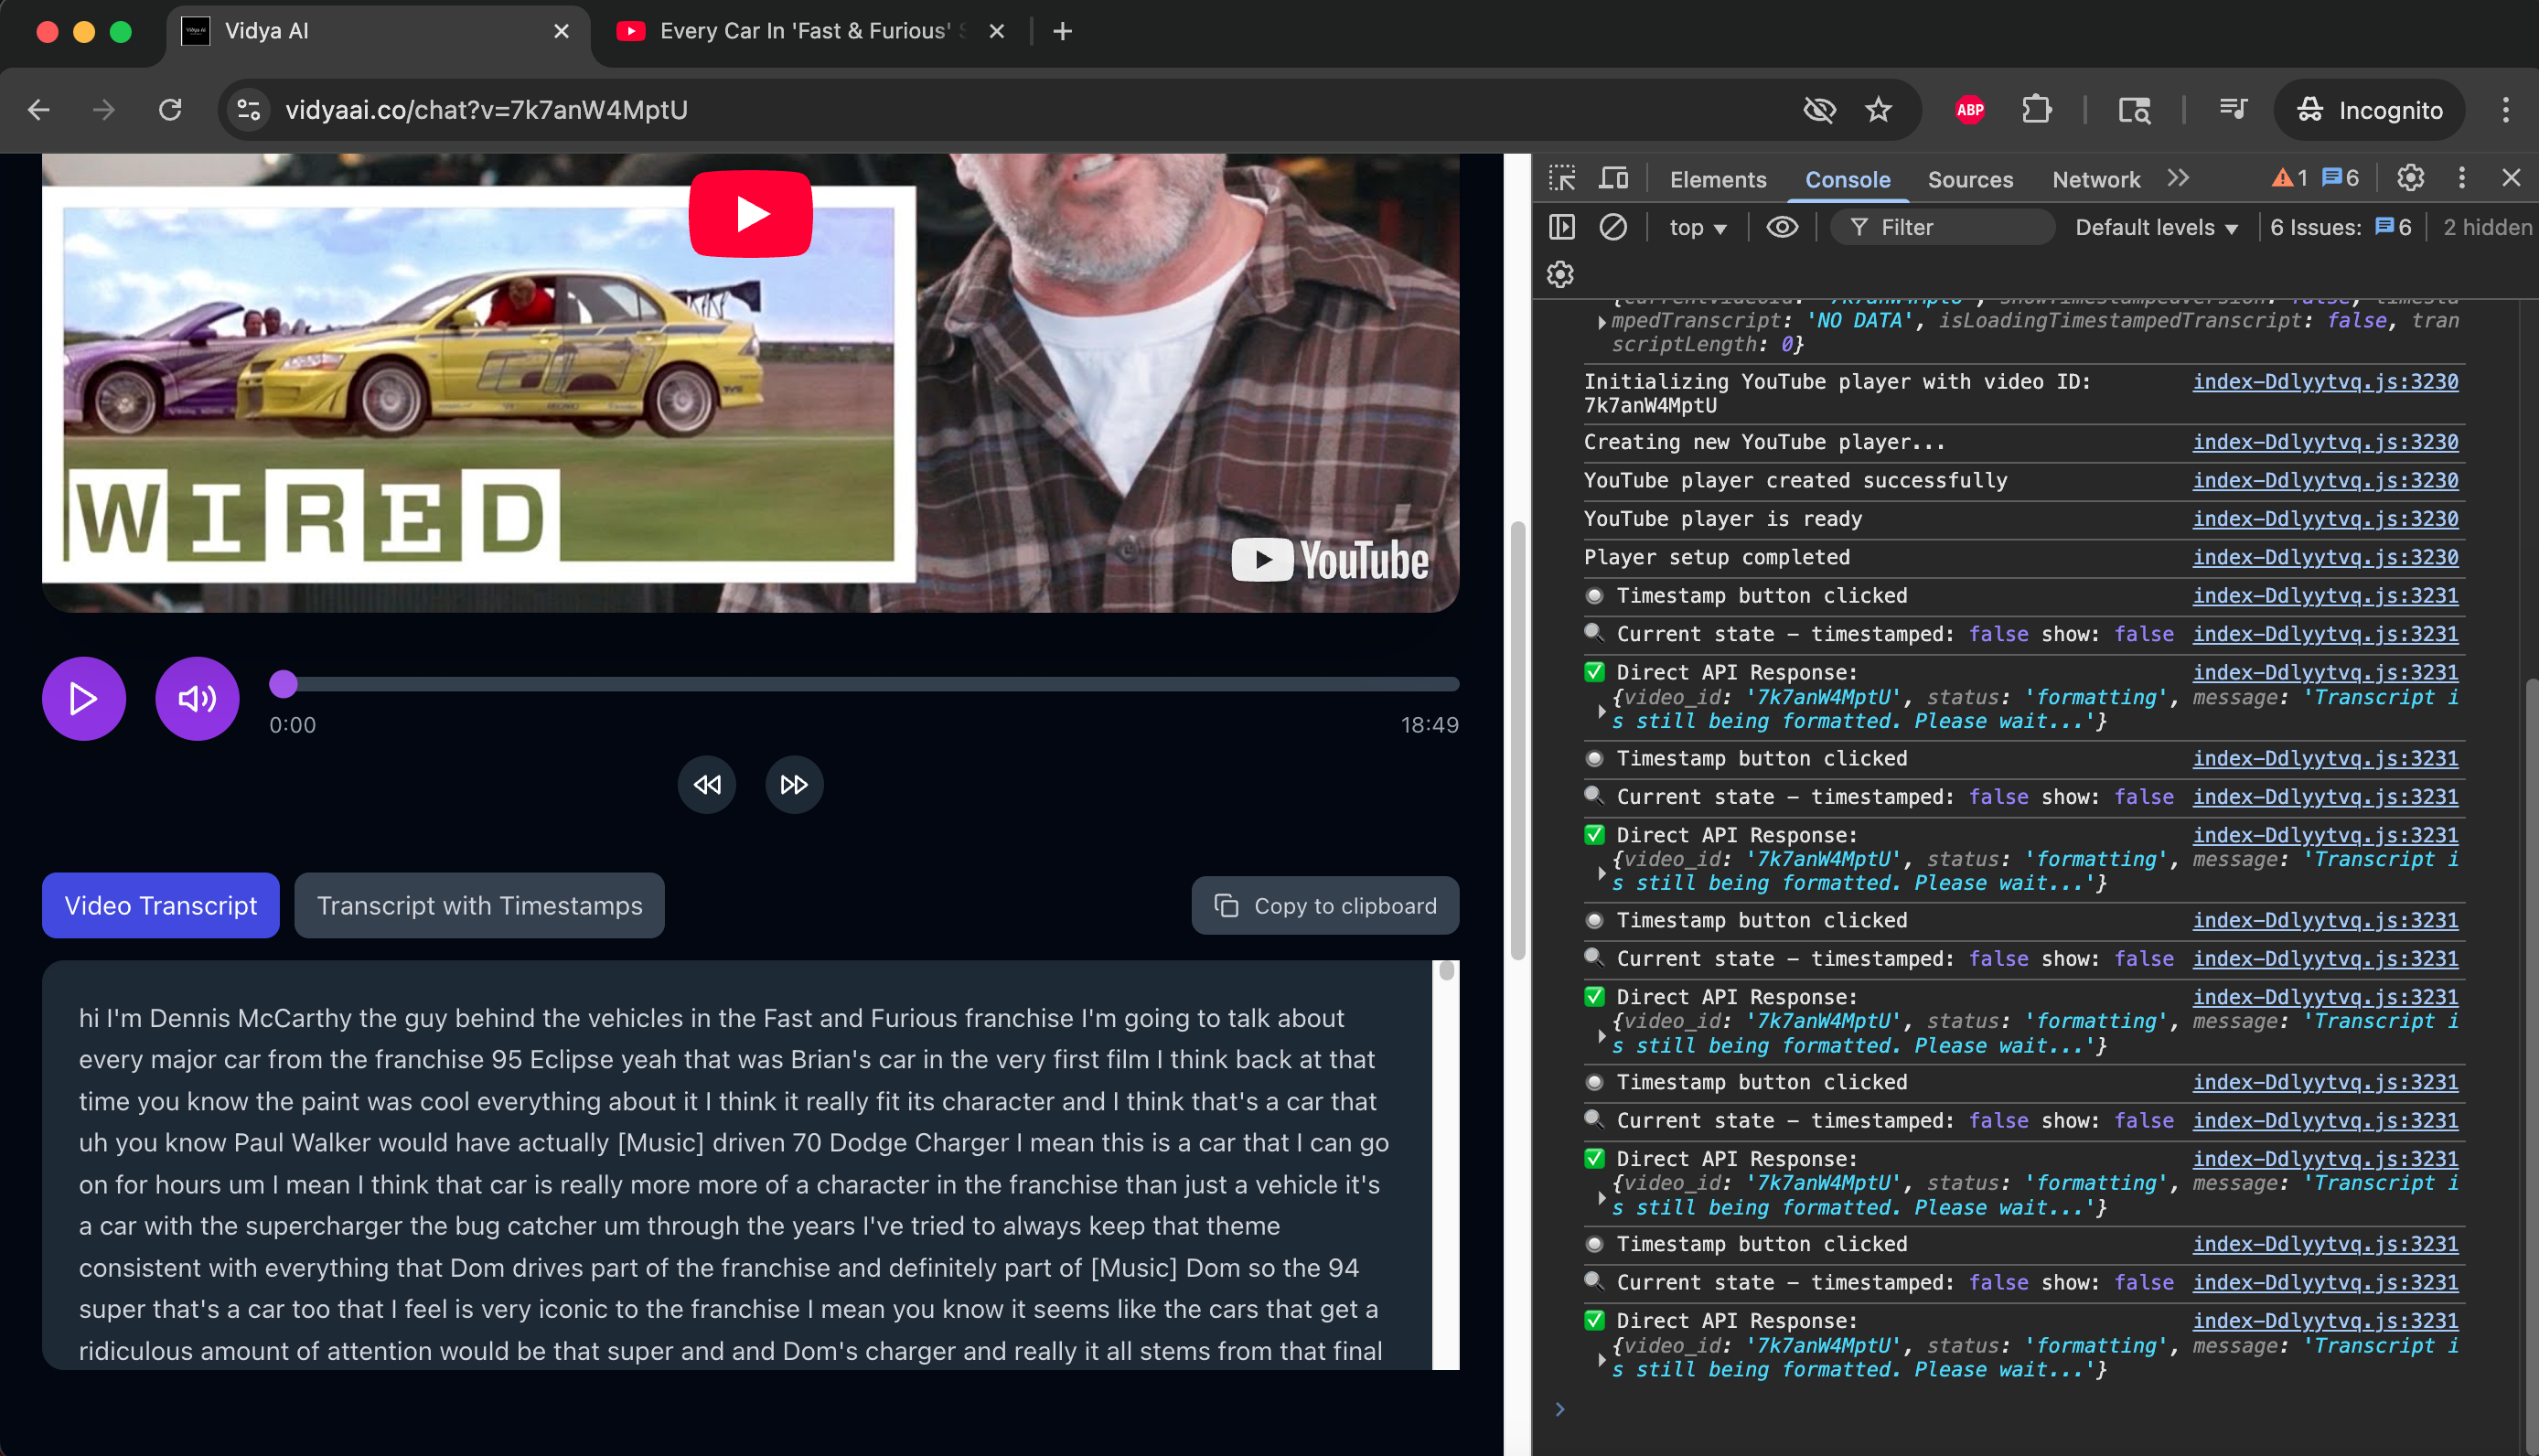 Vidya AI
Every Car In 'Fast & Furious'
vidyaai.co/chat?v=7k7anW4MptU
ABP
Incognito
WIRED
YouTube
0:00
18:49
Video Transcript
Transcript with Timestamps
Copy to clipboard
hi I'm Dennis McCarthy the guy behind the vehicles in the Fast and Furious franchise I'm going to talk about
every major car from the franchise 95 Eclipse yeah that was Brian's car in the very first film I think back at that
time you know the paint was cool everything about it I think it really fit its character and I think that's a car that
uh you know Paul Walker would have actually [Music] driven 70 Dodge Charger I mean this is a car that I can go
on for hours um I mean I think that car is really more more of a character in the franchise than just a vehicle it's
a car with the supercharger the bug catcher um through the years I've tried to always keep that theme
consistent with everything that Dom drives part of the franchise and definitely part of [Music] Dom so the 94
super that's a car too that I feel is very iconic to the franchise I mean you know it seems like the cars that get a
ridiculous amount of attention would be that super and and Dom's charger and really it all stems from that final
Elements
Console
Sources
Network
1
6
top
Filter
Default levels
6 Issues:
6
2 hidden
{currentVideoId: '7k7anW4MptU', showTimestampedVersion: false, timesta
mpedTranscript: 'NO DATA', isLoadingTimestampedTranscript: false, tran
scriptLength: 0}
Initializing YouTube player with video ID: index-Ddlyytvq.js:3230
7k7anW4MptU
Creating new YouTube player... index-Ddlyytvq.js:3230
YouTube player created successfully index-Ddlyytvq.js:3230
YouTube player is ready index-Ddlyytvq.js:3230
Player setup completed index-Ddlyytvq.js:3230
Timestamp button clicked index-Ddlyytvq.js:3231
Current state - timestamped: false show: false index-Ddlyytvq.js:3231
Direct API Response: index-Ddlyytvq.js:3231
{video_id: '7k7anW4MptU', status: 'formatting', message: 'Transcript i
s still being formatted. Please wait...'}
Timestamp button clicked index-Ddlyytvq.js:3231
Current state - timestamped: false show: false index-Ddlyytvq.js:3231
Direct API Response: index-Ddlyytvq.js:3231
{video_id: '7k7anW4MptU', status: 'formatting', message: 'Transcript i
s still being formatted. Please wait...'}
Timestamp button clicked index-Ddlyytvq.js:3231
Current state - timestamped: false show: false index-Ddlyytvq.js:3231
Direct API Response: index-Ddlyytvq.js:3231
{video_id: '7k7anW4MptU', status: 'formatting', message: 'Transcript i
s still being formatted. Please wait...'}
Timestamp button clicked index-Ddlyytvq.js:3231
Current state - timestamped: false show: false index-Ddlyytvq.js:3231
Direct API Response: index-Ddlyytvq.js:3231
{video_id: '7k7anW4MptU', status: 'formatting', message: 'Transcript i
s still being formatted. Please wait...'}
Timestamp button clicked index-Ddlyytvq.js:3231
Current state - timestamped: false show: false index-Ddlyytvq.js:3231
Direct API Response: index-Ddlyytvq.js:3231
{video_id: '7k7anW4MptU', status: 'formatting', message: 'Transcript i
s still being formatted. Please wait...'}